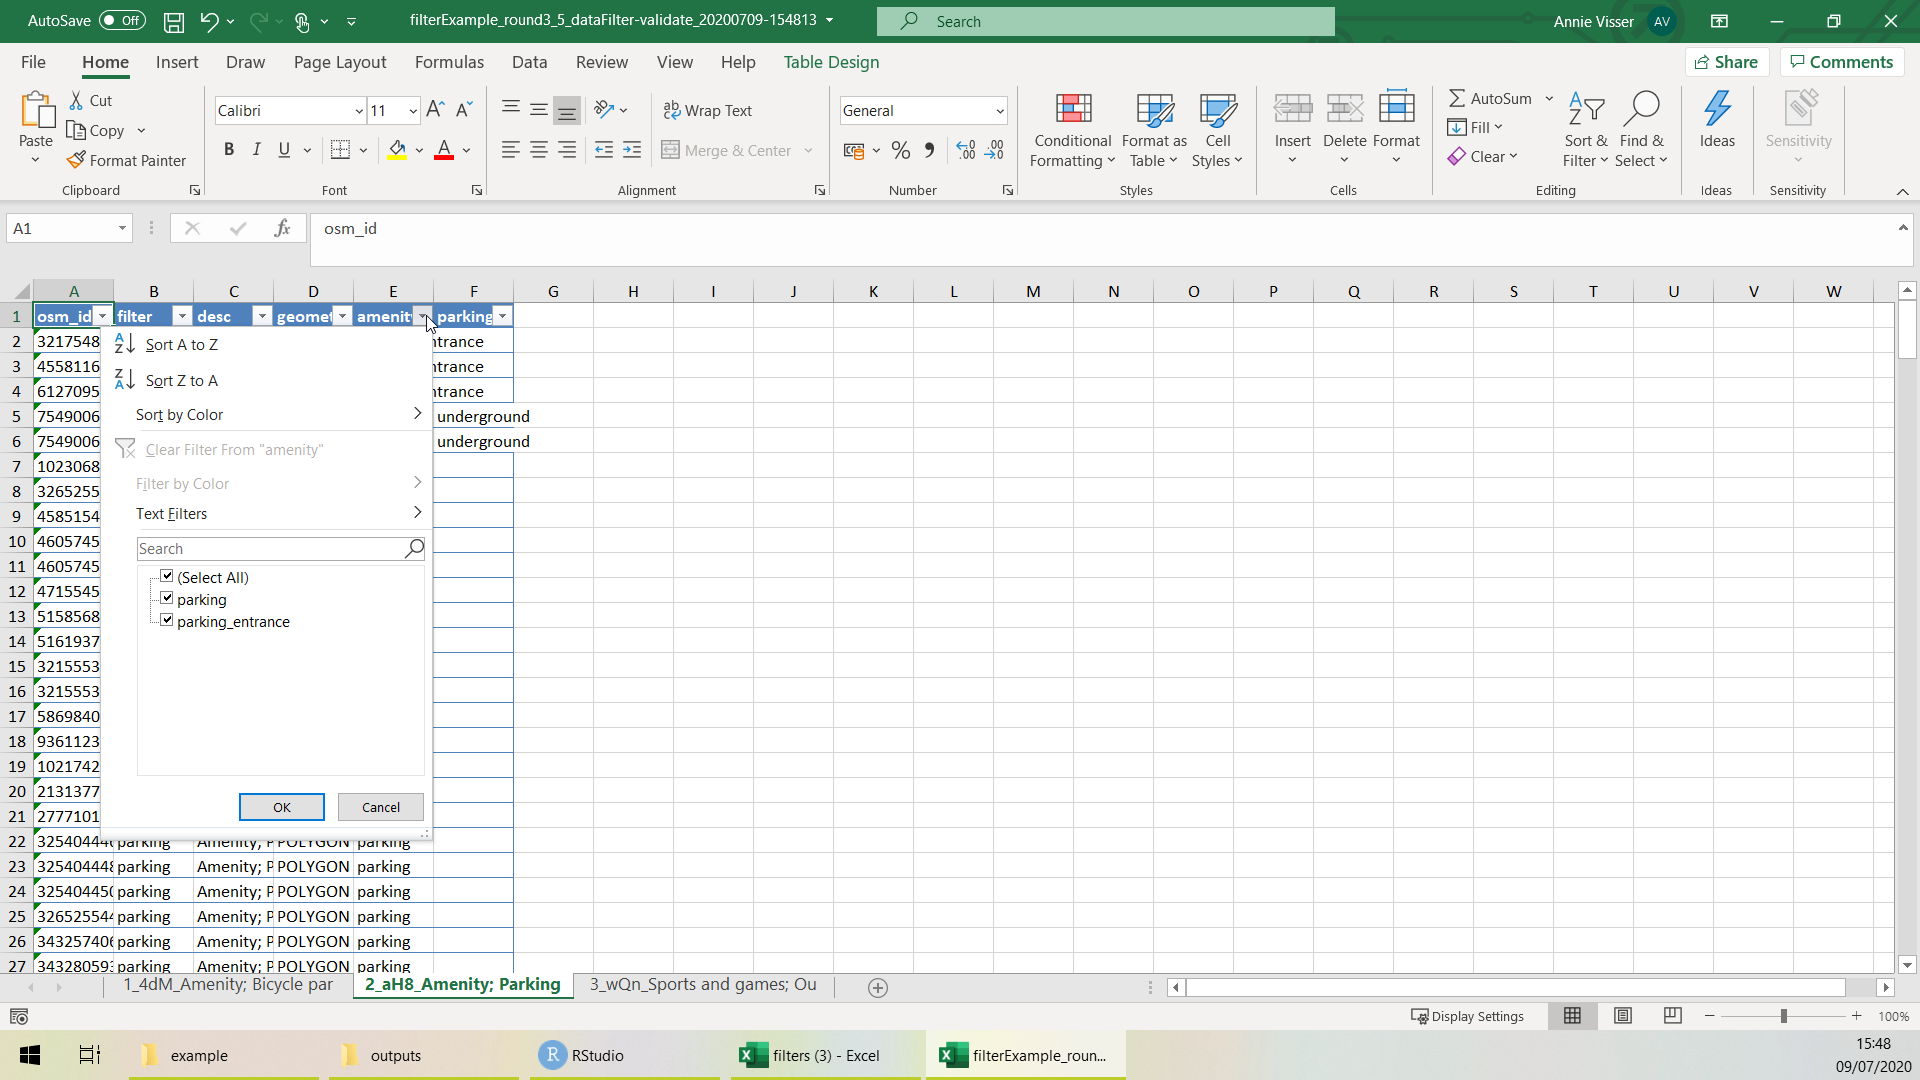 AutoSave Off filterExample_round3_5_dataFilter-validate_20200709-154813 Search Annie Visser AV
File Home Insert Draw Page Layout Formulas Data Review View Help Table Design Share Comments
Paste Cut Copy Format Painter Clipboard
Calibri 11 B I U A Font
Wrap Text Merge & Center Alignment
General % Number
Conditional Formatting Format as Table Cell Styles Styles
Insert Delete Format Cells
AutoSum Fill Clear Sort & Filter Find & Select Editing
Ideas Ideas
Sensitivity Sensitivity
A1 fx osm_id
A B C D E F G H I J K L M N O P Q R S T U V W
1 osm_id filter desc geomet amenit parking
2 3217548 ntrance
3 4558116 ntrance
4 6127095 ntrance
5 7549006 underground
6 7549006 underground
7 1023068
8 3265255
9 4585154
10 4605745
11 4605745
12 4715545
13 5158568
14 5161937
15 3215553
16 3215553
17 5869840
18 9361123
19 1021742
20 2131377
21 2777101
22 32540444 parking Amenity; P POLYGON parking
23 325404448 parking Amenity; P POLYGON parking
24 325404450 parking Amenity; P POLYGON parking
25 326525544 parking Amenity; P POLYGON parking
26 343257406 parking Amenity; P POLYGON parking
27 343280593 parking Amenity; P POLYGON parking
Sort A to Z
Sort Z to A
Sort by Color
Clear Filter From "amenity"
Filter by Color
Text Filters
Search
(Select All)
parking
parking_entrance
OK Cancel
1_4dM_Amenity; Bicycle par 2_aH8_Amenity; Parking 3_wQn_Sports and games; Ou
Display Settings 100%
example outputs RStudio filters (3) - Excel filterExample_roun...
15:48
09/07/2020